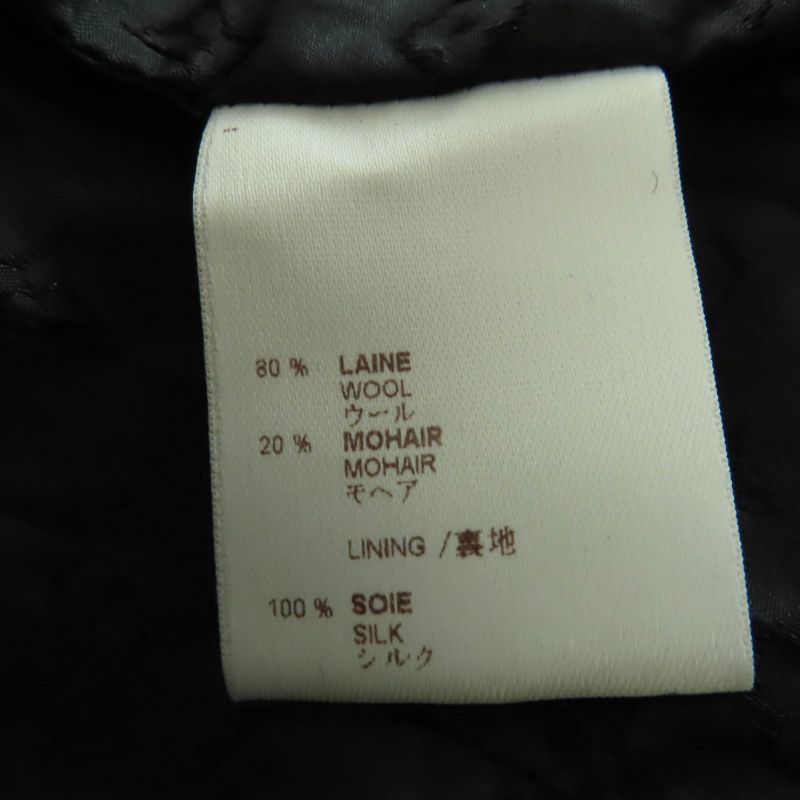 80 % LAINE
WOOL
ウール
20 % MOHAIR
MOHAIR
モヘア
LINING /裏地
100 % SOIE
SILK
シルク